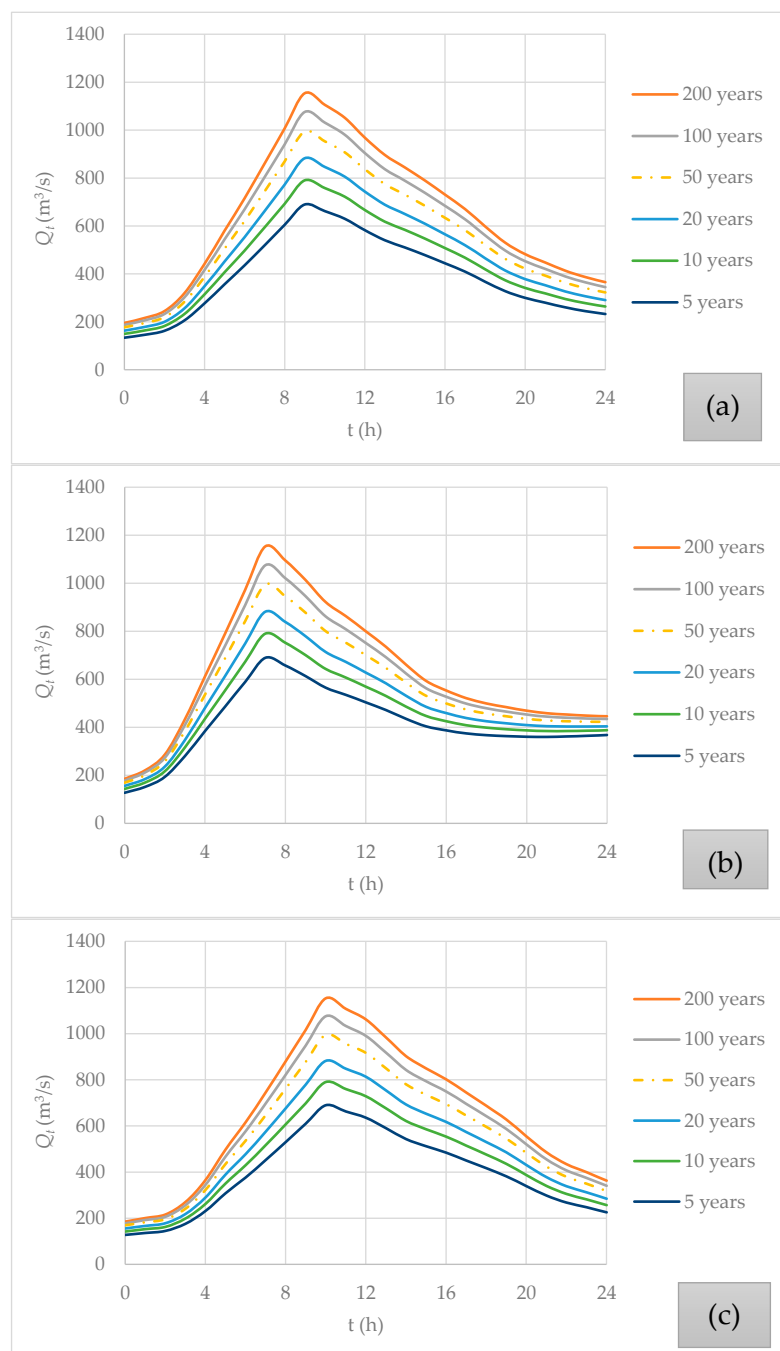 1400
1200
1000
800
600
400
200
0
Qt (m³/s)
0 4 8 12 16 20 24
t (h)
200 years
100 years
50 years
20 years
10 years
5 years
(a)
1400
1200
1000
800
600
400
200
0
Qt (m³/s)
0 4 8 12 16 20 24
t (h)
200 years
100 years
50 years
20 years
10 years
5 years
(b)
1400
1200
1000
800
600
400
200
0
Qt (m³/s)
0 4 8 12 16 20 24
t (h)
200 years
100 years
50 years
20 years
10 years
5 years
(c)